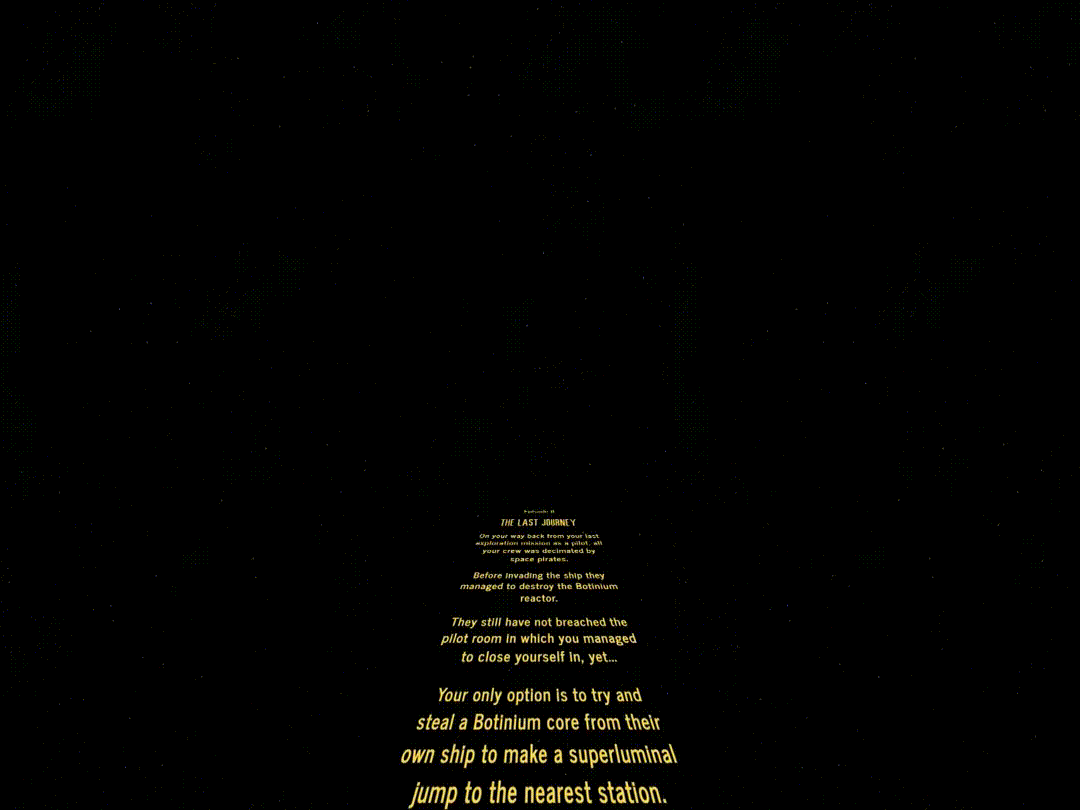 Episode II
THE LAST JOURNEY
On your way back from your last
exploration mission as a pilot, all
your crew was decimated by
space pirates.
Before invading the ship they
managed to destroy the Botinium
reactor.
They still have not breached the
pilot room in which you managed
to close yourself in, yet...
Your only option is to try and
steal a Botinium core from their
own ship to make a superluminal
jump to the nearest station.